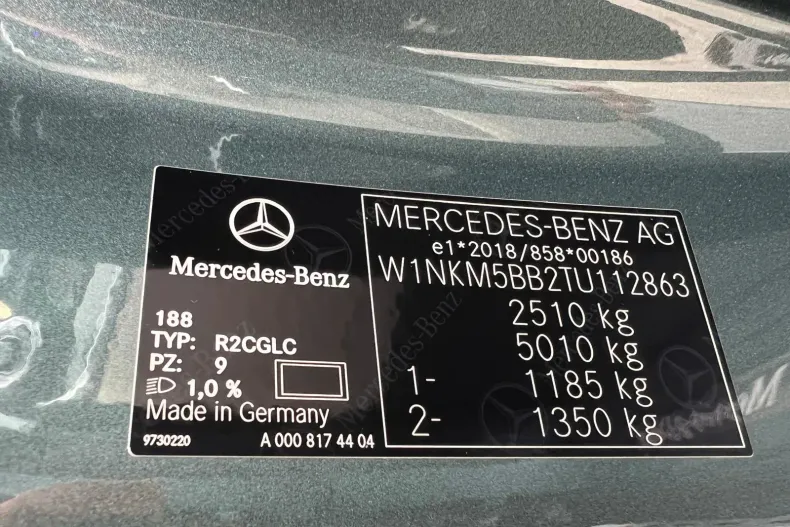 Mercedes-Benz
188
TYP: R2CGLC
PZ: 9
1,0 %
Made in Germany
9730220 A 000 817 44 04
MERCEDES-BENZ AG
e1*2018/858*00186
W1NKM5BB2TU112863
2510 kg
5010 kg
1- 1185 kg
2- 1350 kg